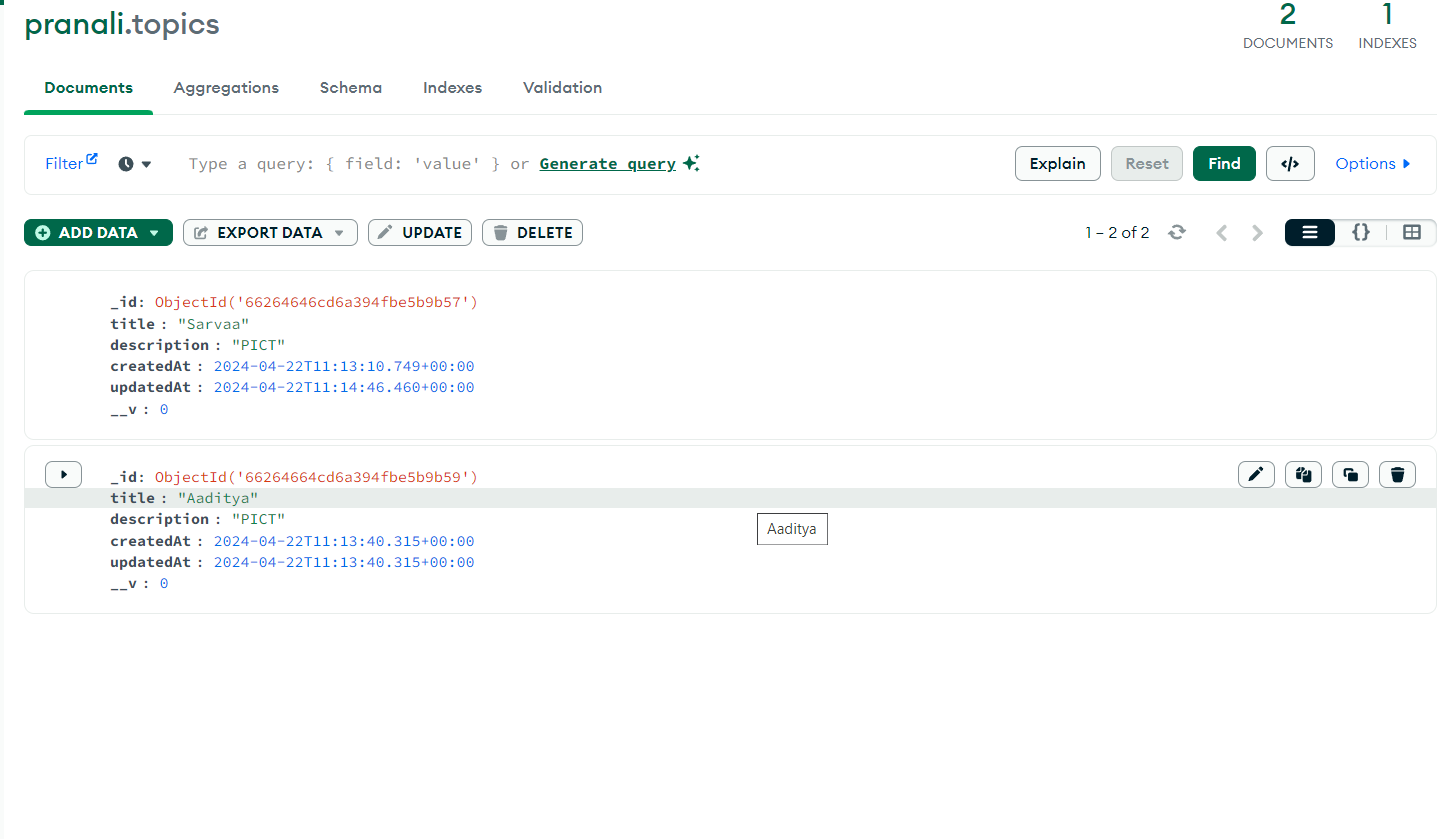 pranali.topics
2
DOCUMENTS
1
INDEXES
Documents Aggregations Schema Indexes Validation
Filter Type a query: { field: 'value' } or Generate query Explain Reset Find </> Options
ADD DATA EXPORT DATA UPDATE DELETE 1 – 2 of 2 {}
_id: ObjectId('66264646cd6a394fbe5b9b57')
title : "Sarvaa"
description : "PICT"
createdAt : 2024-04-22T11:13:10.749+00:00
updatedAt : 2024-04-22T11:14:46.460+00:00
__v : 0
_id: ObjectId('66264664cd6a394fbe5b9b59')
title : "Aaditya"
description : "PICT"
Aaditya
createdAt : 2024-04-22T11:13:40.315+00:00
updatedAt : 2024-04-22T11:13:40.315+00:00
__v : 0